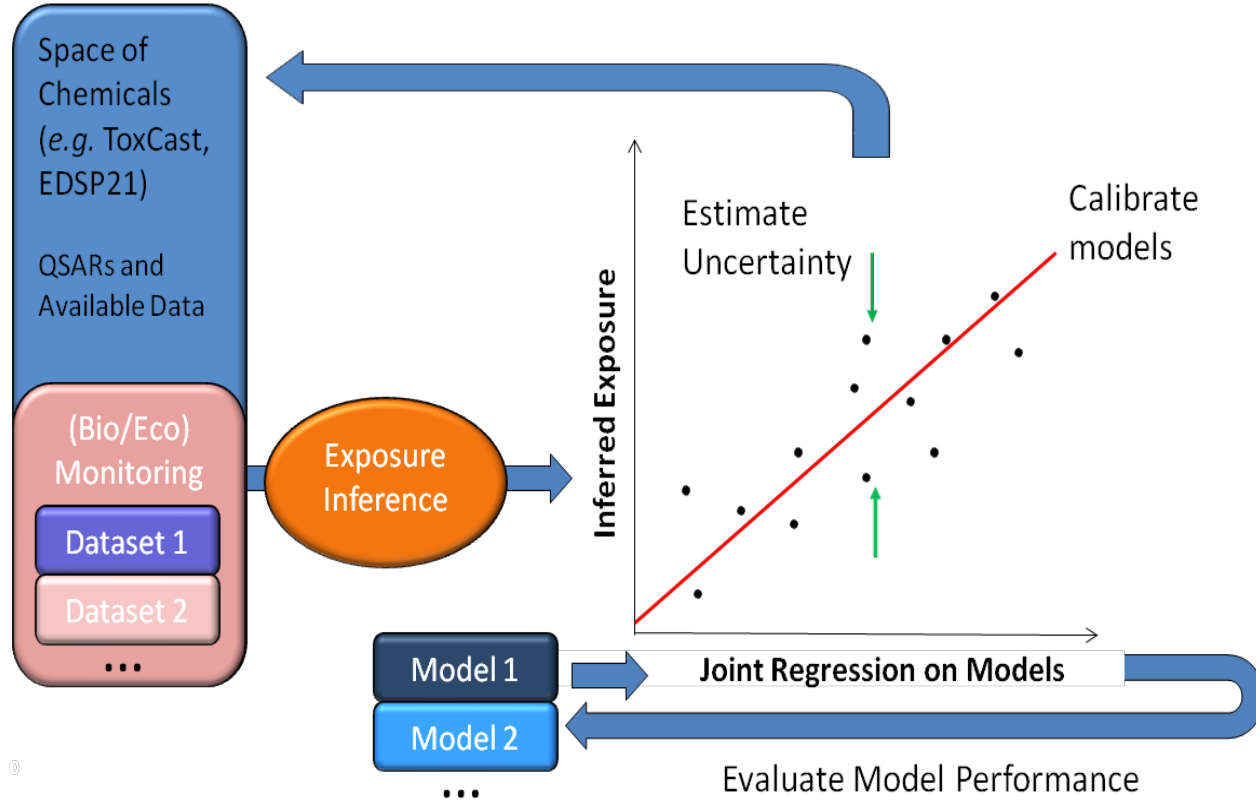 Space of
Chemicals
(e.g. ToxCast,
EDSP21)
QSARs and
Available Data
(Bio/Eco)
Monitoring
Dataset 1
Dataset 2
...
Exposure
Inference
Inferred Exposure
Estimate
Uncertainty
Calibrate
models
Model 1
Model 2
...
Joint Regression on Models
Evaluate Model Performance